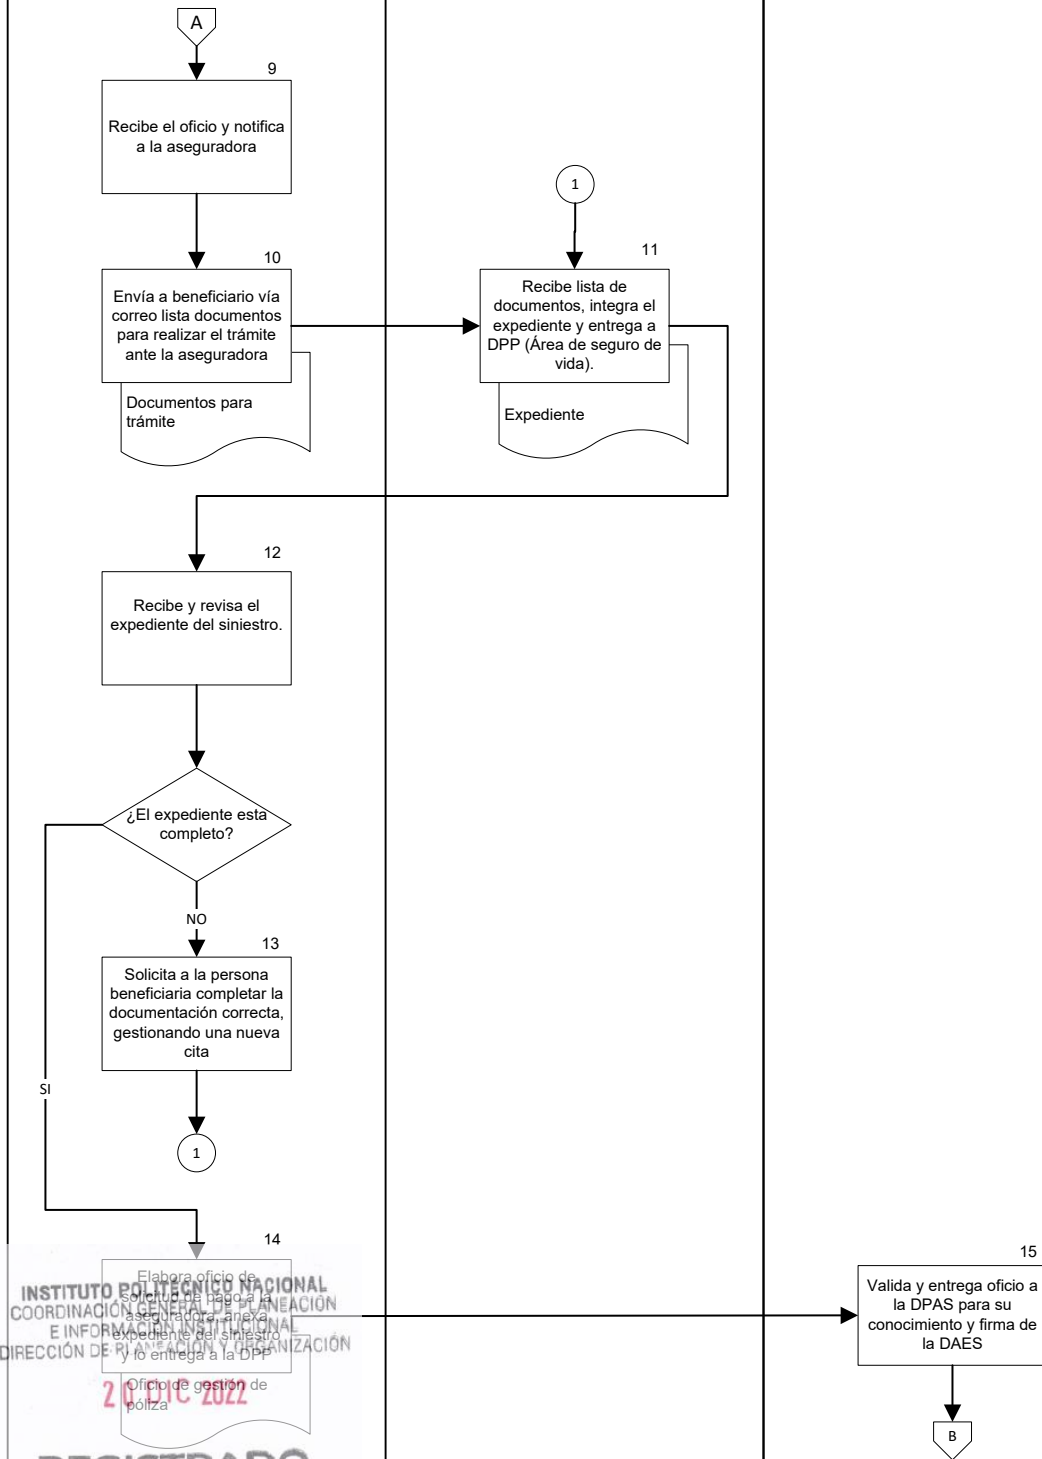 A
9
Recibe el oficio y notifica
a la aseguradora
1
10
11
Envía a beneficiario vía
correo lista documentos
para realizar el trámite
ante la aseguradora
Documentos para
trámite
Recibe lista de
documentos, integra el
expediente y entrega a
DPP (Área de seguro de
vida).
Expediente
12
Recibe y revisa el
expediente del siniestro.
¿El expediente esta
completo?
NO
13
Solicita a la persona
beneficiaria completar la
documentación correcta,
gestionando una nueva
cita
SI
1
14
Elabora oficio de
solicitud de pago a la
aseguradora, anexa
expediente del siniestro
y lo entrega a la DPP
Oficio de gestión de
póliza
INSTITUTO POLITÉCNICO NACIONAL
COORDINACIÓN GENERAL DE PLANEACIÓN
E INFORMACIÓN INSTITUCIONAL
DIRECCIÓN DE PLANEACIÓN Y ORGANIZACIÓN
20 DIC 2022
REGISTRADO
15
Valida y entrega oficio a
la DPAS para su
conocimiento y firma de
la DAES
B